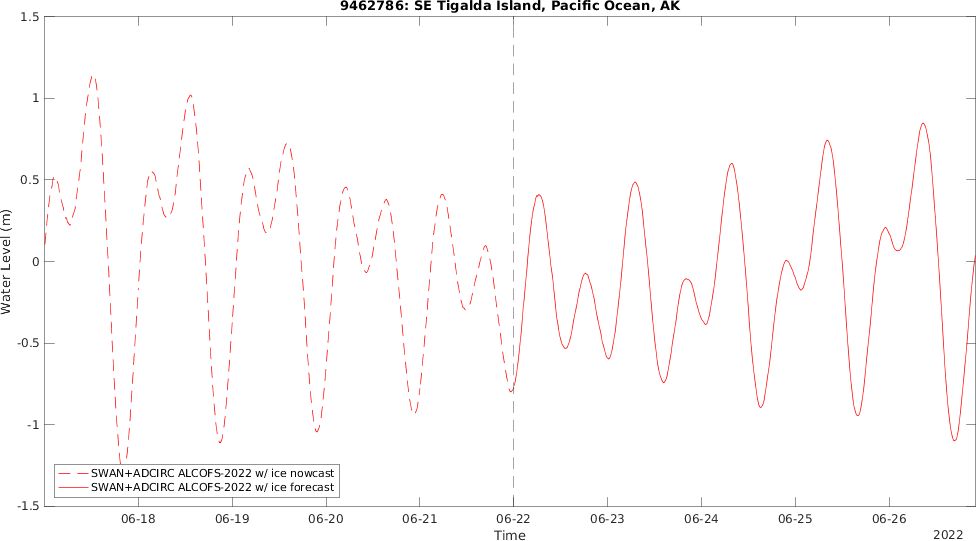 9462786: SE Tigalda Island, Pacific Ocean, AK
1.5
1
0.5
0
-0.5
-1
-1.5
Water Level (m)
SWAN+ADCIRC ALCOFS-2022 w/ ice nowcast
SWAN+ADCIRC ALCOFS-2022 w/ ice forecast
06-18 06-19 06-20 06-21 06-22 06-23 06-24 06-25 06-26
Time
2022